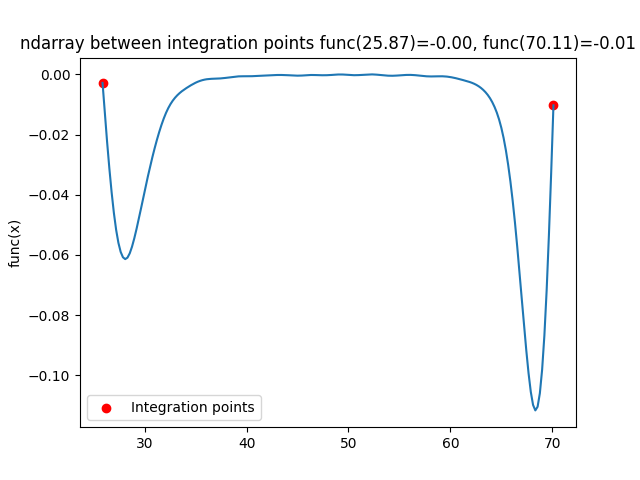 ndarray between integration points func(25.87)=-0.00, func(70.11)=-0.01
0.00
−0.02
−0.04
−0.06
−0.08
−0.10
func(x)
Integration points
30 40 50 60 70